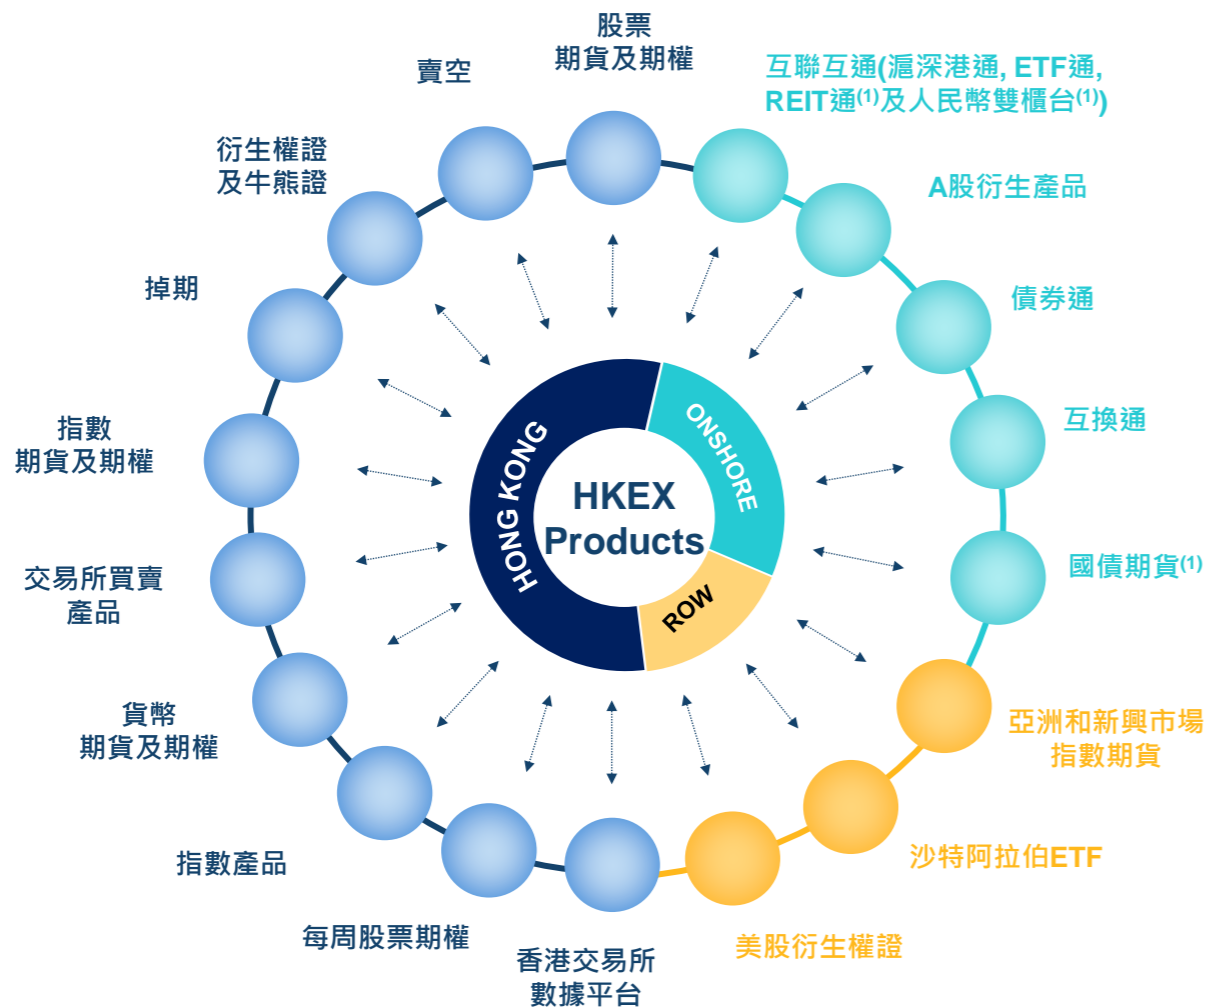 股票
期貨及期權
賣空
互聯互通(滬深港通, ETF通,
REIT通(1)及人民幣雙櫃台(1))
衍生權證
及牛熊證
A股衍生產品
掉期
債券通
指數
期貨及期權
互換通
HONG KONG
ONSHORE
ROW
HKEX
Products
交易所買賣
產品
國債期貨(1)
貨幣
期貨及期權
亞洲和新興市場
指數期貨
指數產品
沙特阿拉伯ETF
每周股票期權
美股衍生權證
香港交易所
數據平台